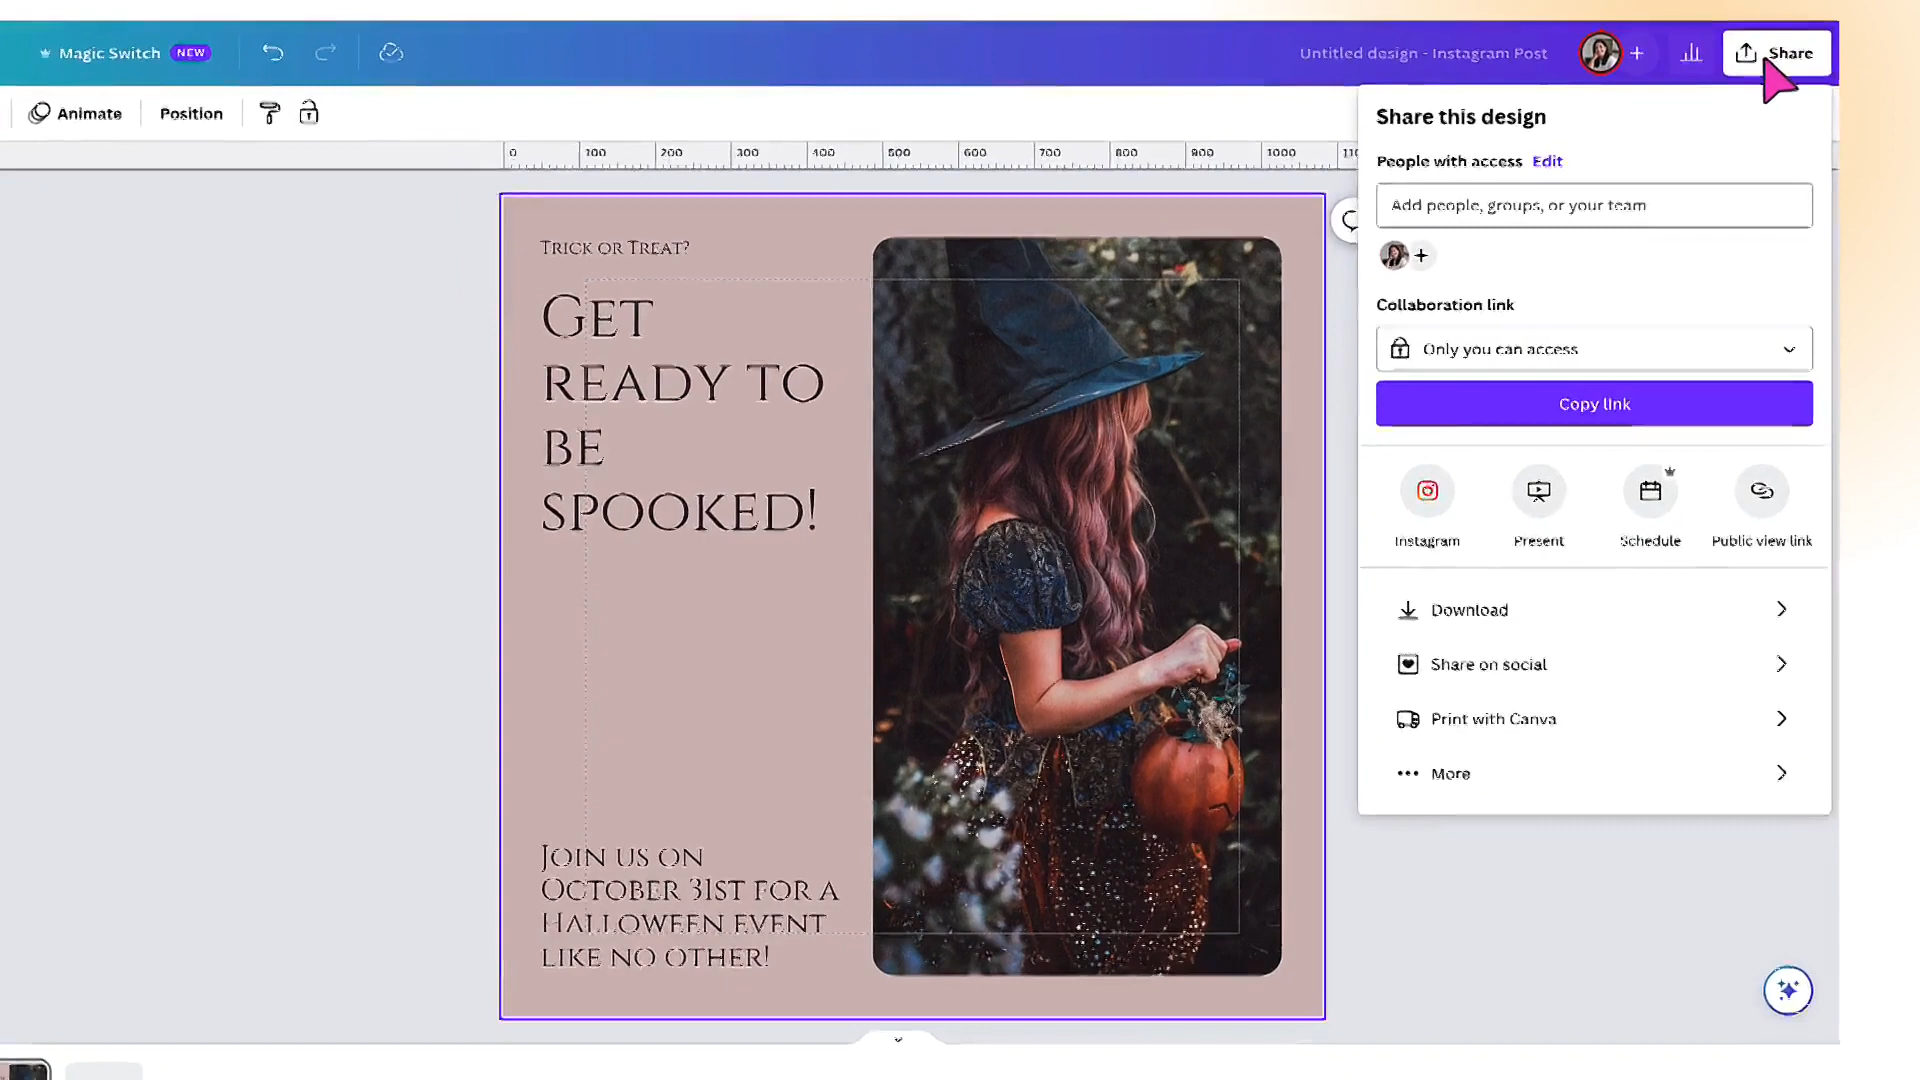 Magic Switch NEW
Untitled design - Instagram Post
Share
Animate
Position
0 100 200 300 400 500 600 700 800 900 1000 110
Share this design
People with access Edit
Add people, groups, or your team
Collaboration link
Only you can access
Copy link
Instagram
Present
Schedule
Public view link
Download
Share on social
Print with Canva
More
Trick or Treat?
Get
ready to
be
spooked!
Join us on
October 31st for a
Halloween event
like no other!